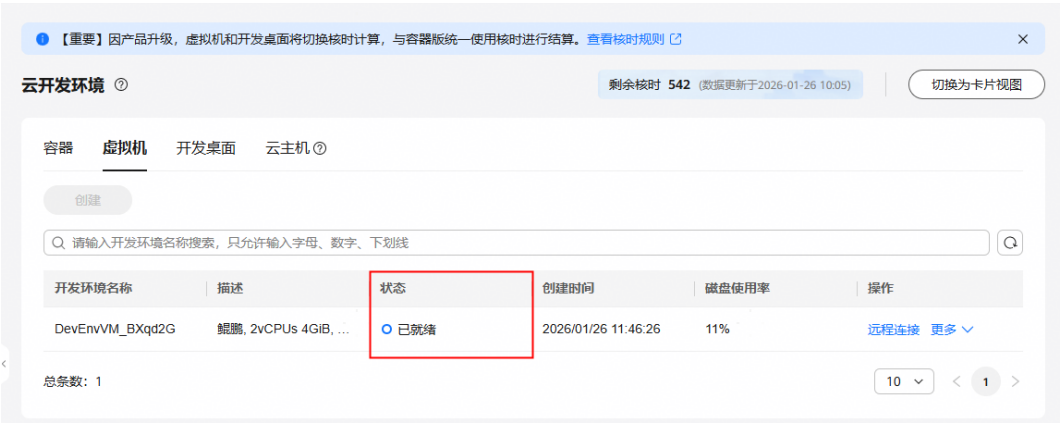 【重要】因产品升级，虚拟机和开发桌面将切换核时计算，与容器版统一使用核时进行结算。查看核时规则
云开发环境
剩余核时 542 (数据更新于2026-01-26 10:05)
切换为卡片视图
容器 虚拟机 开发桌面 云主机
创建
请输入开发环境名称搜索，只允许输入字母、数字、下划线
开发环境名称 描述 状态 创建时间 磁盘使用率 操作
DevEnvVM_BXqd2G 鲲鹏, 2vCPUs 4GiB, ... 已就绪 2026/01/26 11:46:26 11% 远程连接 更多
总条数：1 10 < 1 >